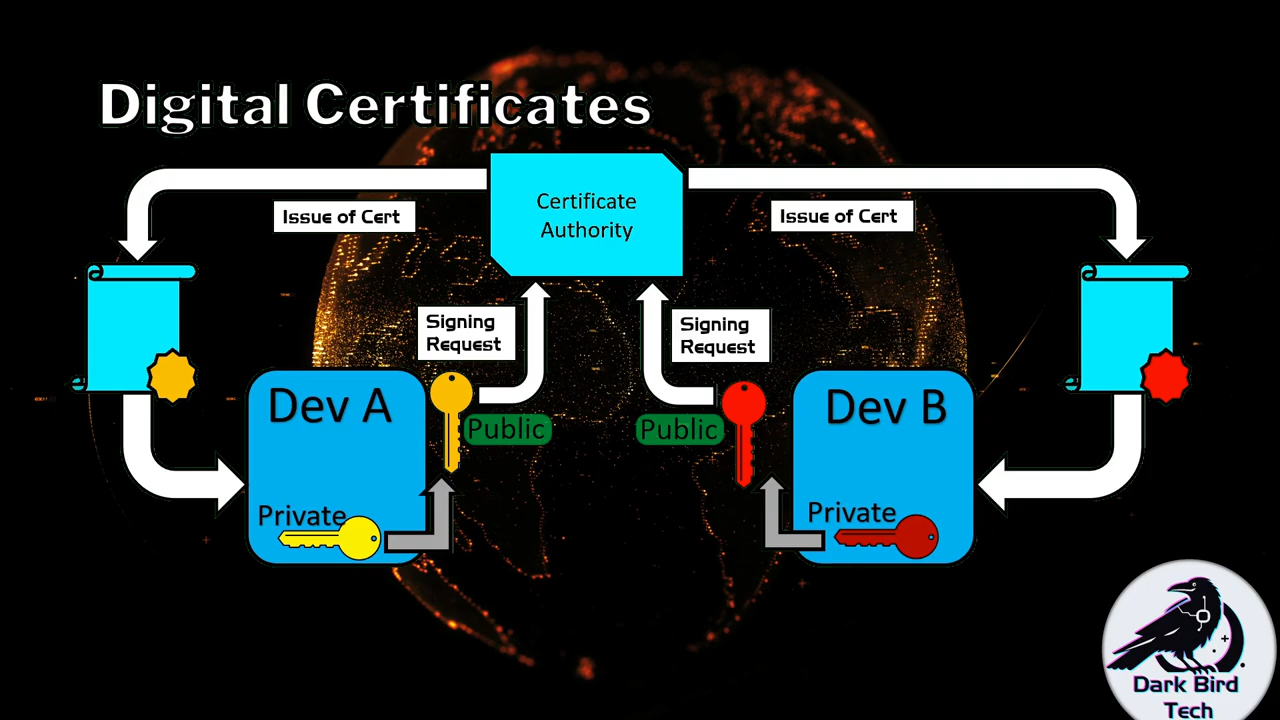 Digital Certificates
Certificate
Authority
Issue of Cert
Issue of Cert
Signing
Request
Signing
Request
Dev A
Public
Public
Dev B
Private
Private
Dark Bird
Tech